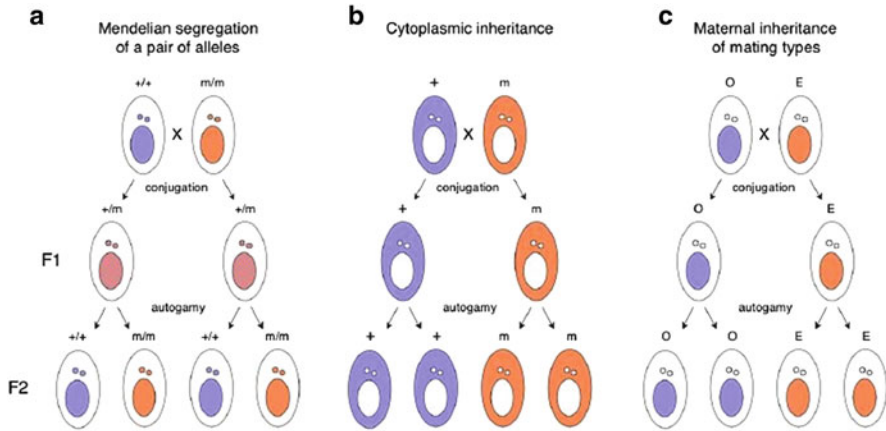 a
Mendelian segregation
of a pair of alleles
+/+ m/m
X
conjugation
+/m +/m
F1
autogamy
+/+ m/m +/+ m/m
F2
b
Cytoplasmic inheritance
+ m
X
conjugation
+ m
autogamy
+ + m m
c
Maternal inheritance
of mating types
O E
X
conjugation
O E
autogamy
O O E E